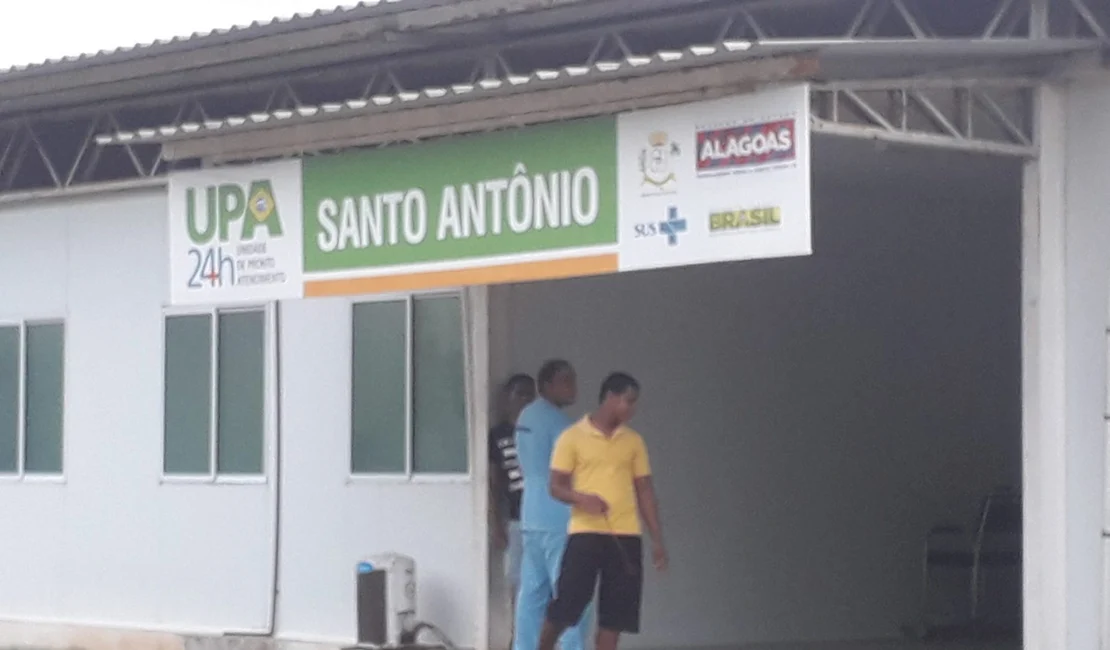 UPA
24h
UNIDADE
DE PRONTO
ATENDIMENTO
SANTO ANTÔNIO
ALAGOAS
SUS
BRASIL